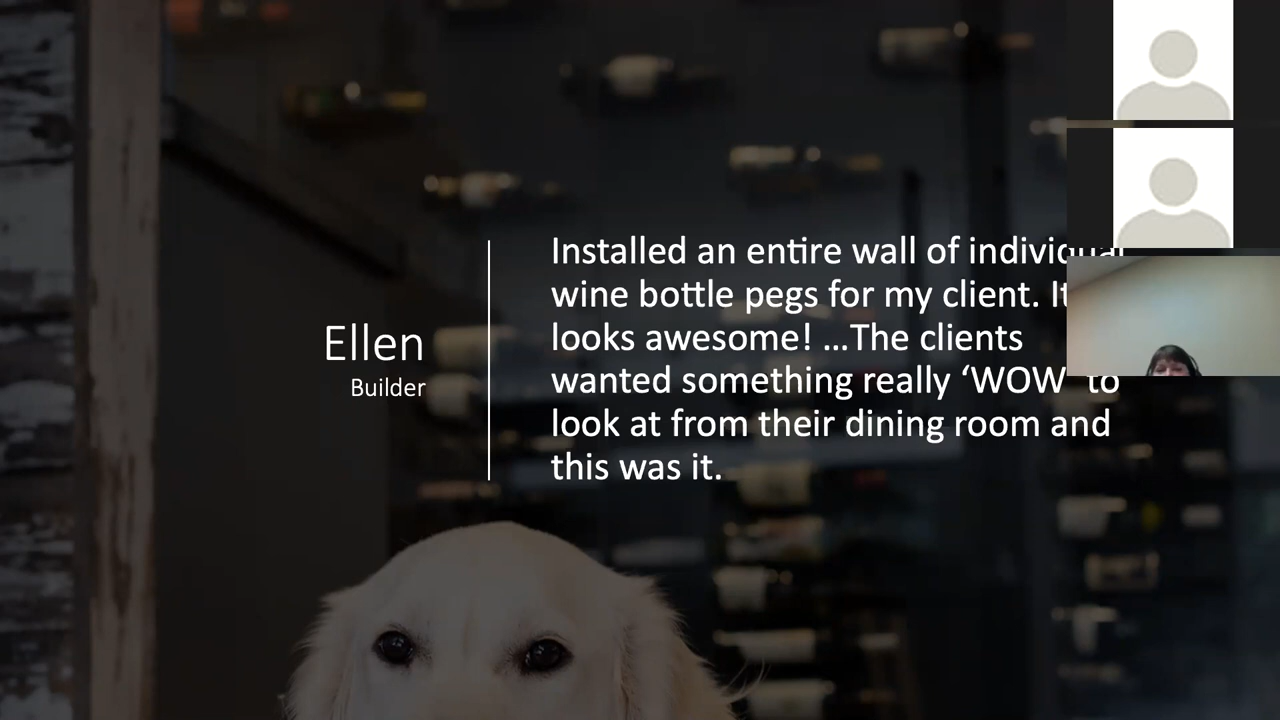 Ellen
Builder
Installed an entire wall of individual
wine bottle pegs for my client. It
looks awesome! …The clients
wanted something really ‘WOW’ to
look at from their dining room and
this was it.